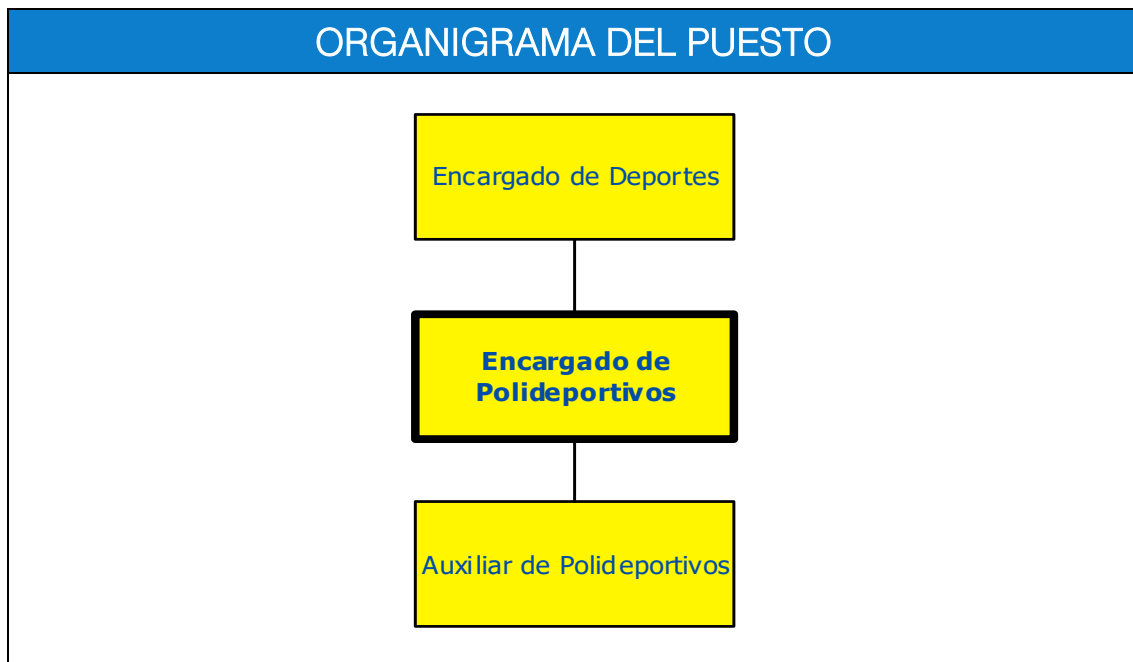 ORGANIGRAMA DEL PUESTO
Encargado de Deportes
Encargado de
Polideportivos
Auxiliar de Polideportivos